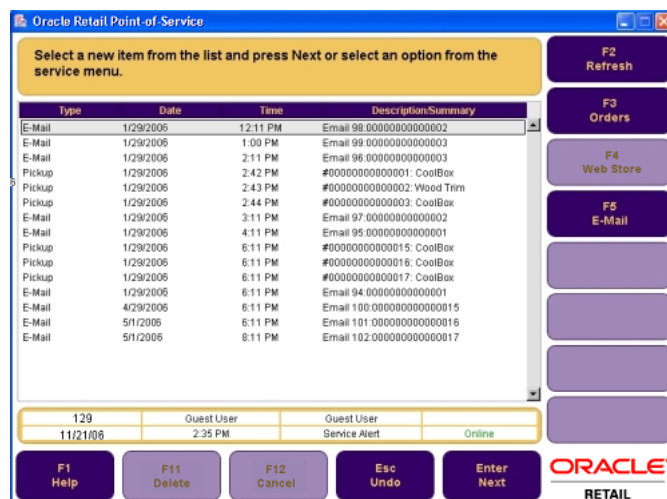 Oracle Retail Point-of-Service
Select a new item from the list and press Next or select an option from the
service menu.
Type Date Time Description/Summary
E-Mail 1/29/2006 12:11 PM Email 98:00000000000002
E-Mail 1/29/2006 1:00 PM Email 99:00000000000003
E-Mail 1/29/2006 2:11 PM Email 96:00000000000003
Pickup 1/29/2006 2:42 PM #00000000000001: CoolBox
Pickup 1/29/2006 2:43 PM #00000000000002: Wood Trim
Pickup 1/29/2006 2:44 PM #00000000000003: CoolBox
E-Mail 1/29/2006 3:11 PM Email 97:00000000000002
E-Mail 1/29/2006 4:11 PM Email 95:00000000000001
Pickup 1/29/2006 6:11 PM #00000000000015: CoolBox
Pickup 1/29/2006 6:11 PM #00000000000016: CoolBox
Pickup 1/29/2006 6:11 PM #00000000000017: CoolBox
E-Mail 1/29/2006 6:11 PM Email 94:00000000000001
E-Mail 4/29/2006 6:11 PM Email 100:000000000000015
E-Mail 5/1/2006 6:11 PM Email 101:000000000000016
E-Mail 5/1/2006 8:11 PM Email 102:000000000000017
F2
Refresh
F3
Orders
F4
Web Store
F5
E-Mail
129 Guest User Guest User
11/21/06 2:35 PM Service Alert Online
F1
Help
F11
Delete
F12
Cancel
Esc
Undo
Enter
Next
ORACLE
RETAIL